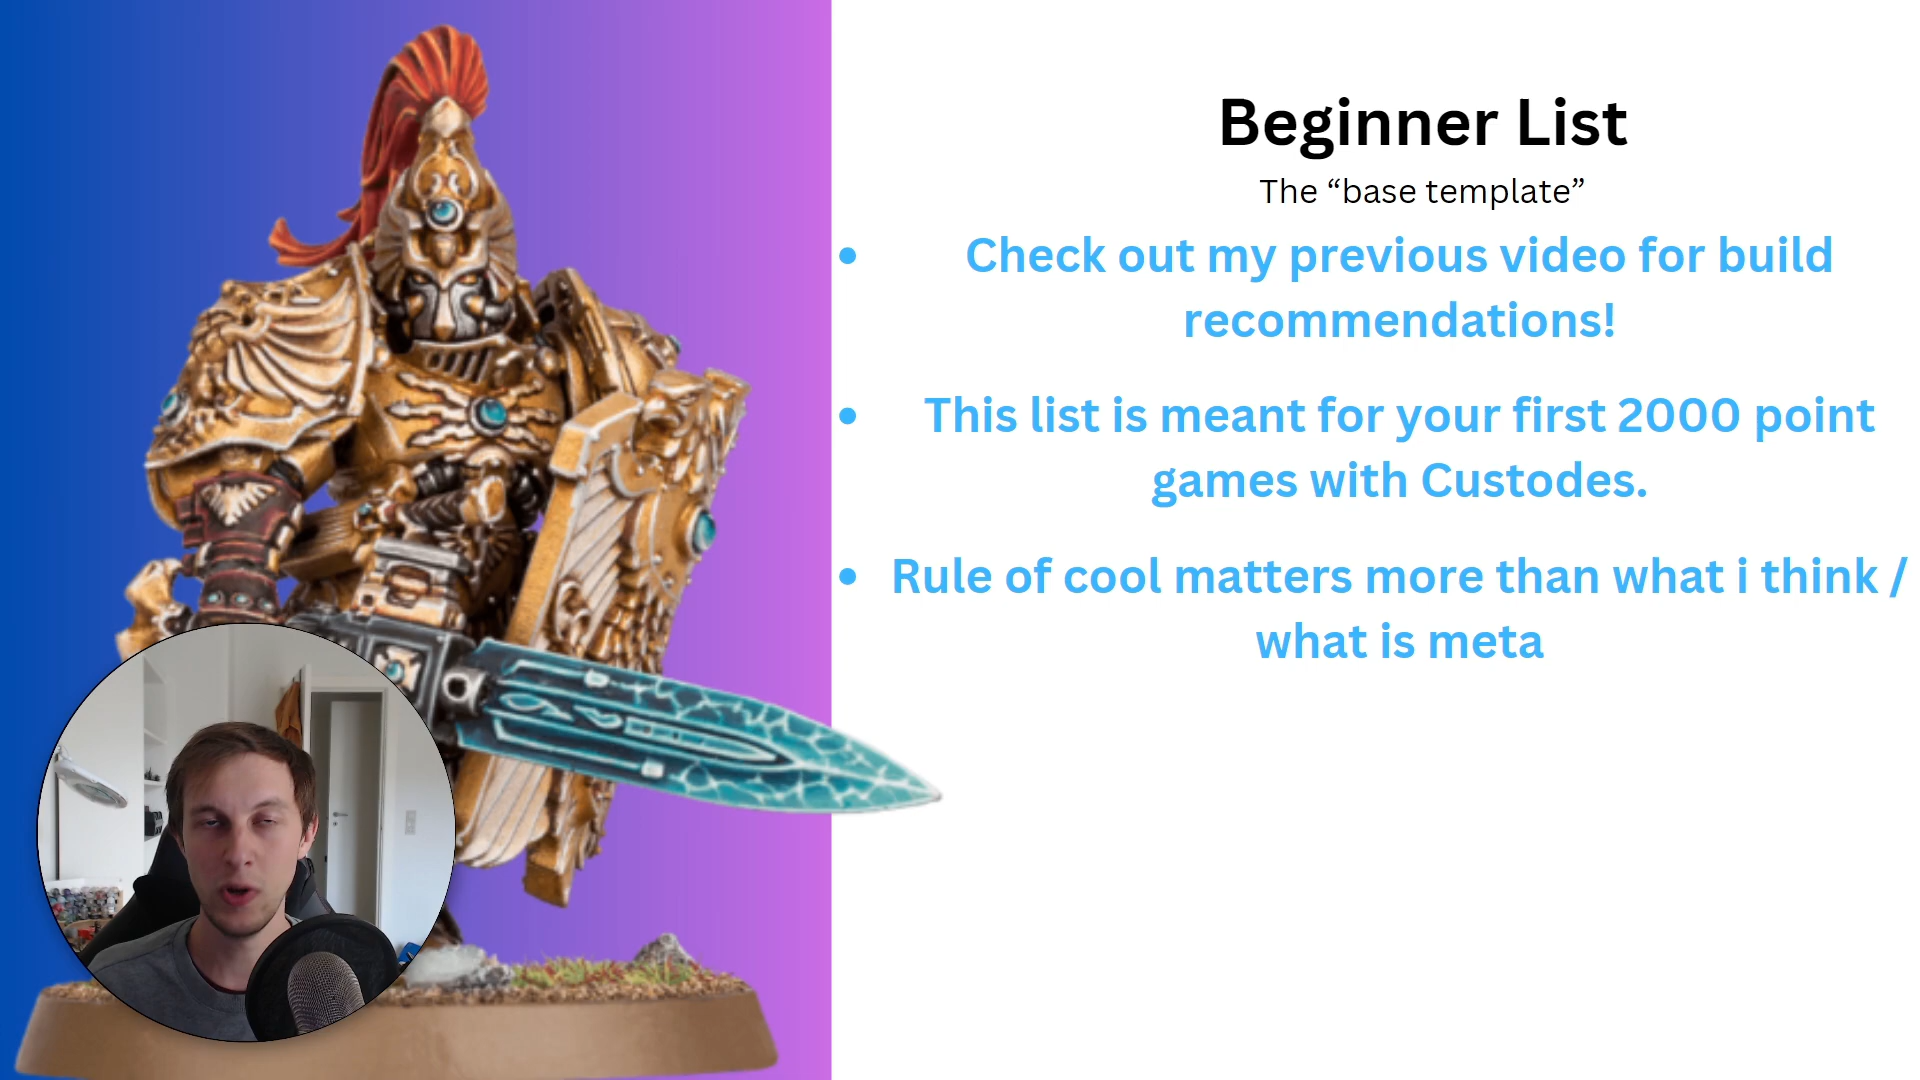 Beginner List
The “base template”
• Check out my previous video for build
recommendations!
• This list is meant for your first 2000 point
games with Custodes.
• Rule of cool matters more than what i think /
what is meta